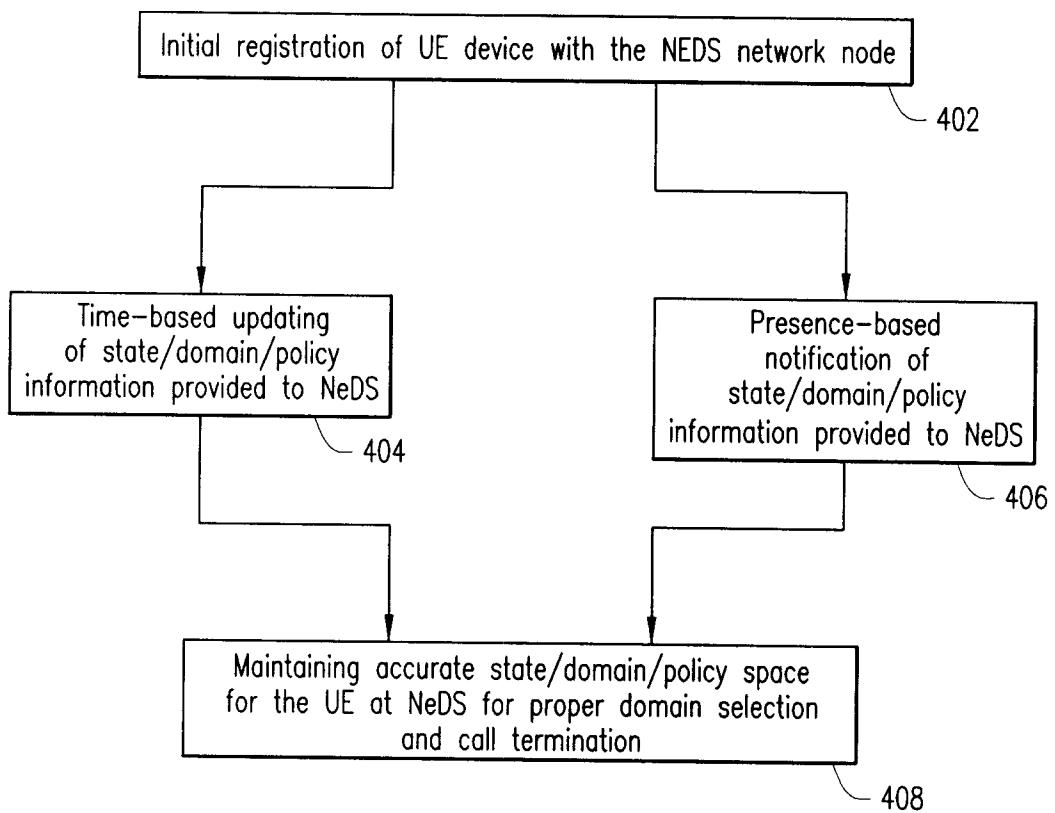 Initial registration of UE device with the NEDS network node
402
Time-based updating
of state/domain/policy
information provided to NeDS
404
Presence-based
notification of
state/domain/policy
information provided to NeDS
406
Maintaining accurate state/domain/policy space
for the UE at NeDS for proper domain selection
and call termination
408